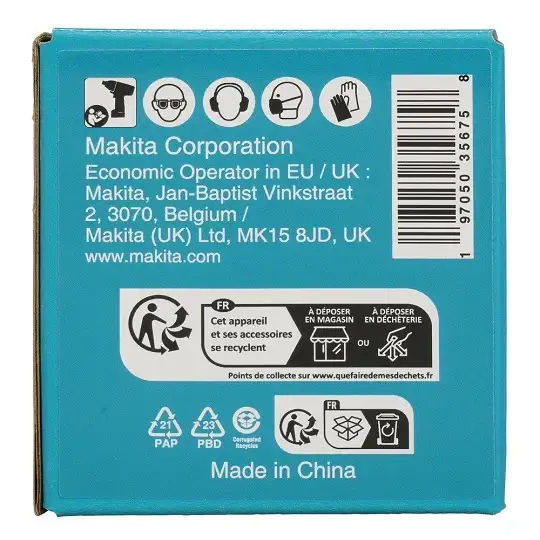 Makita Corporation
Economic Operator in EU / UK :
Makita, Jan-Baptist Vinkstraat
2, 3070, Belgium /
Makita (UK) Ltd, MK15 8JD, UK
www.makita.com
1 97050 35675 8
FR
Cet appareil
et ses accessoires
se recyclent
À DÉPOSER
EN MAGASIN
OU
À DÉPOSER
EN DÉCHÈTERIE
Points de collecte sur www.quefairedemesdechets.fr
21
PAP
23
PBD
Corrugated
Recycles
FR
Made in China